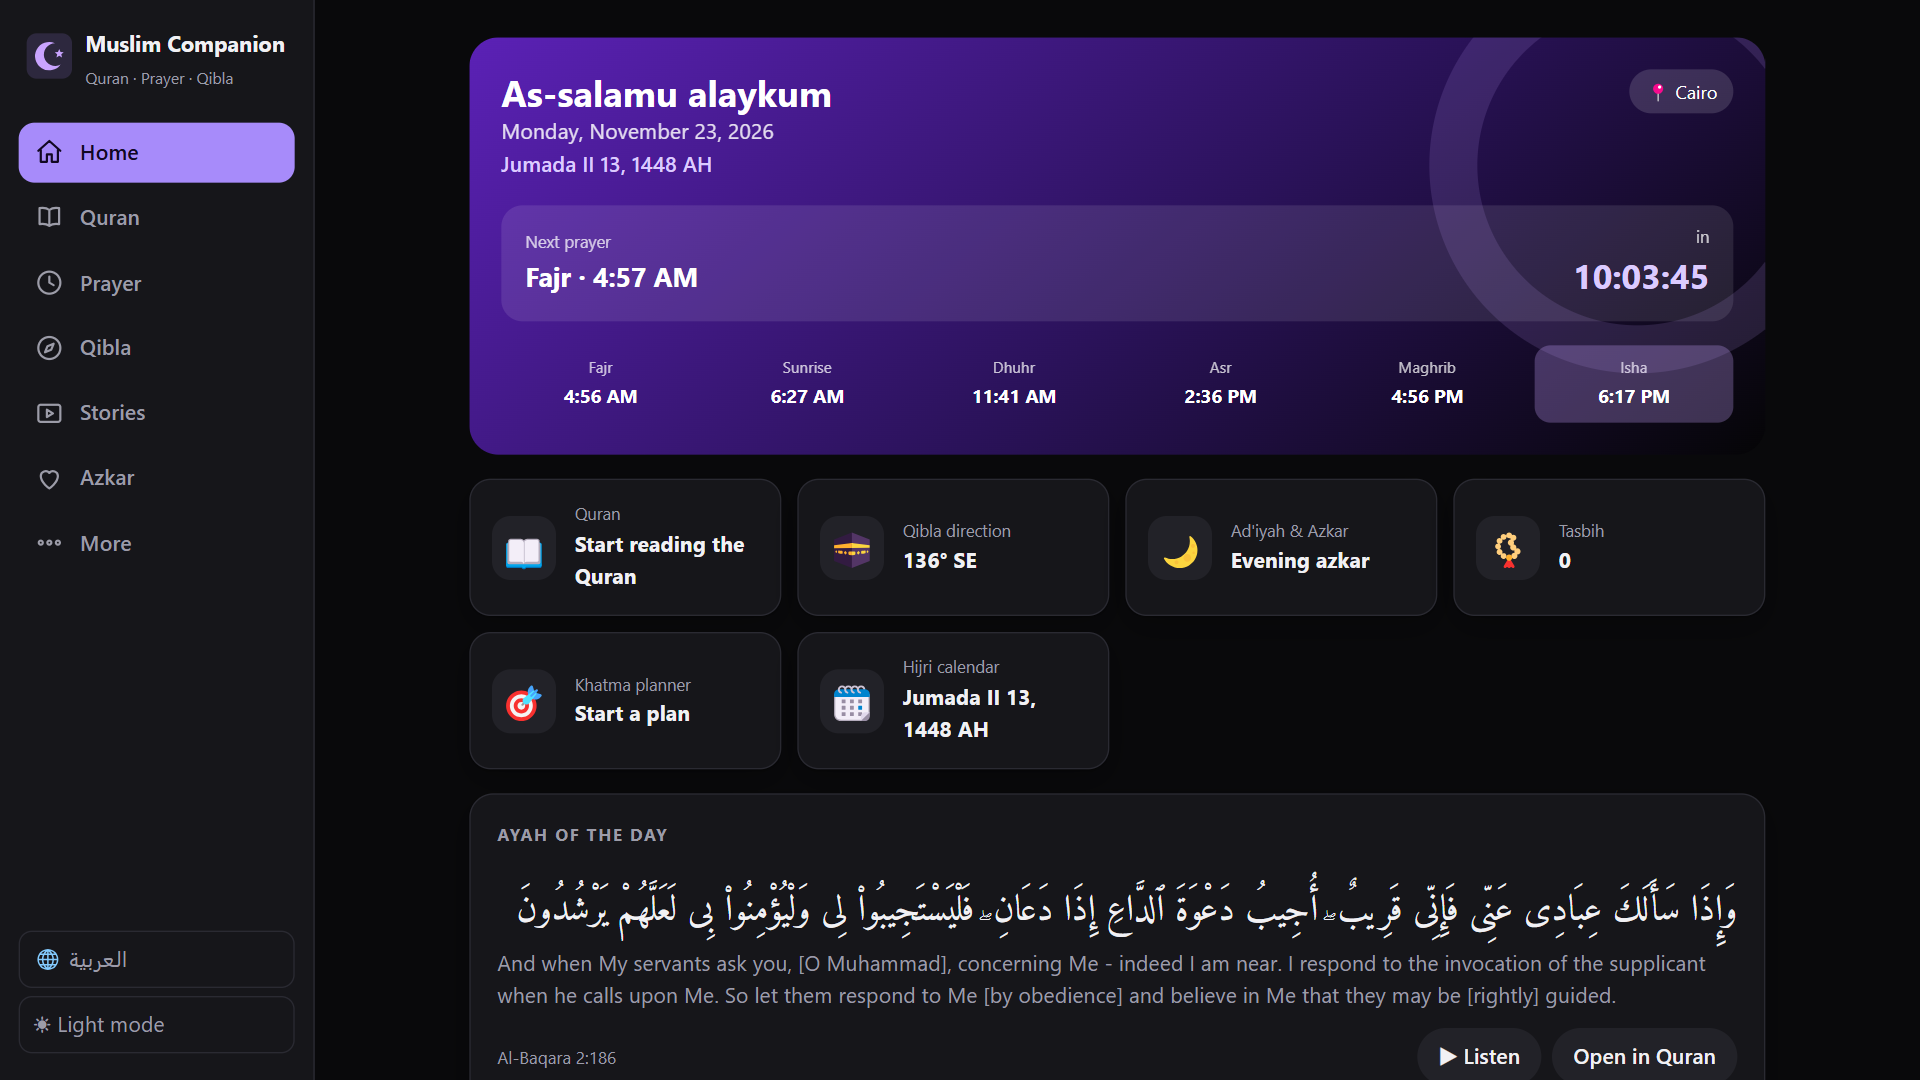 Muslim Companion
Quran · Prayer · Qibla
Home
Quran
Prayer
Qibla
Stories
Azkar
More
العربية
Light mode
As-salamu alaykum
Monday, November 23, 2026
Jumada II 13, 1448 AH
Cairo
Next prayer
Fajr · 4:57 AM
in
10:03:45
Fajr
4:56 AM
Sunrise
6:27 AM
Dhuhr
11:41 AM
Asr
2:36 PM
Maghrib
4:56 PM
Isha
6:17 PM
Quran
Start reading the
Quran
Qibla direction
136° SE
Ad'iyah & Azkar
Evening azkar
Tasbih
0
Khatma planner
Start a plan
Hijri calendar
Jumada II 13,
1448 AH
AYAH OF THE DAY
وَإِذَا سَأَلَكَ عِبَادِى عَنِّى فَإِنِّى قَرِيبٌۖ أُجِيبُ دَعْوَةَ ٱلدَّاعِ إِذَا دَعَانِۖ فَلْيَسْتَجِيبُوا۟ لِى وَلْيُؤْمِنُوا۟ بِى لَعَلَّهُمْ يَرْشُدُونَ
And when My servants ask you, [O Muhammad], concerning Me - indeed I am near. I respond to the invocation of the supplicant
when he calls upon Me. So let them respond to Me [by obedience] and believe in Me that they may be [rightly] guided.
Al-Baqara 2:186
Listen
Open in Quran